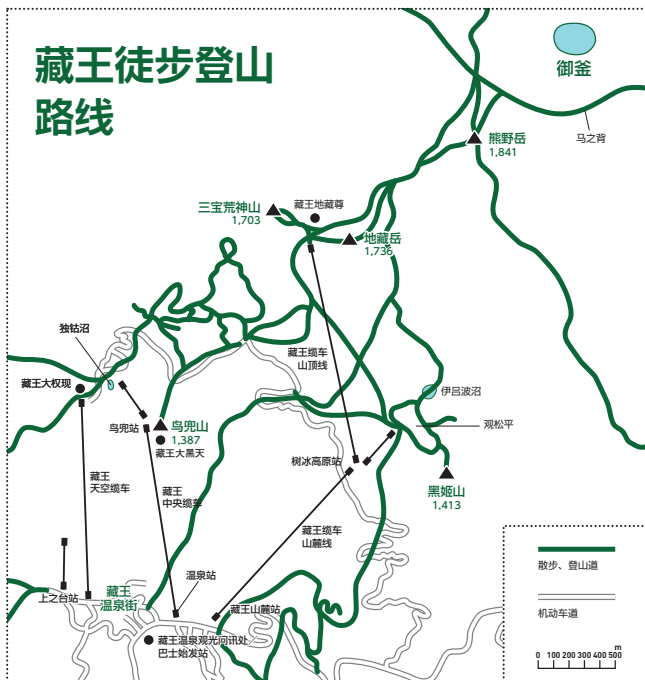 藏王徒步登山
路线
御釜
马之背
熊野岳
1,841
三宝荒神山
1,703
藏王地藏尊
地藏岳
1,736
独钴沼
藏王大权现
藏王缆车
山顶线
伊吕波沼
鸟兜站
鸟兜山
1,387
藏王大黑天
观松平
树冰高原站
藏王
天空缆车
藏王
中央缆车
黑姬山
1,413
藏王缆车
山麓线
散步、登山道
温泉站
上之台站
藏王
温泉街
藏王山麓站
机动车道
藏王温泉观光问讯处
巴士始发站
m
0 100 200 300 400 500